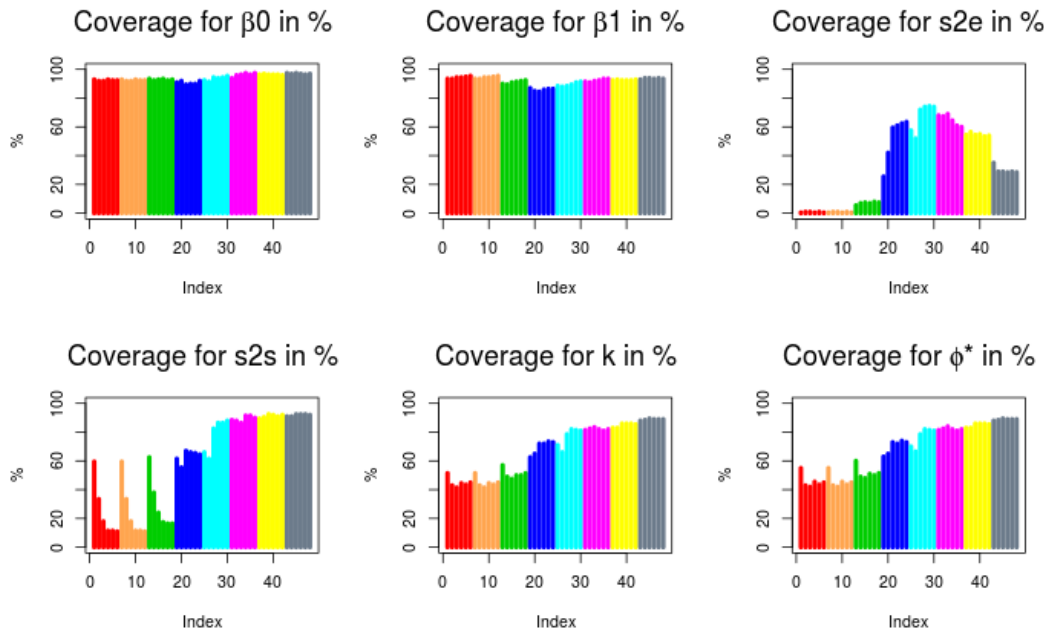 Coverage for β0 in %
Coverage for β1 in %
Coverage for s2e in %
%
0 20 60 100
0 10 20 30 40
Index
%
0 20 60 100
0 10 20 30 40
Index
%
0 20 60 100
0 10 20 30 40
Index
Coverage for s2s in %
Coverage for k in %
Coverage for ϕ* in %
%
0 20 60 100
0 10 20 30 40
Index
%
0 20 60 100
0 10 20 30 40
Index
%
0 20 60 100
0 10 20 30 40
Index